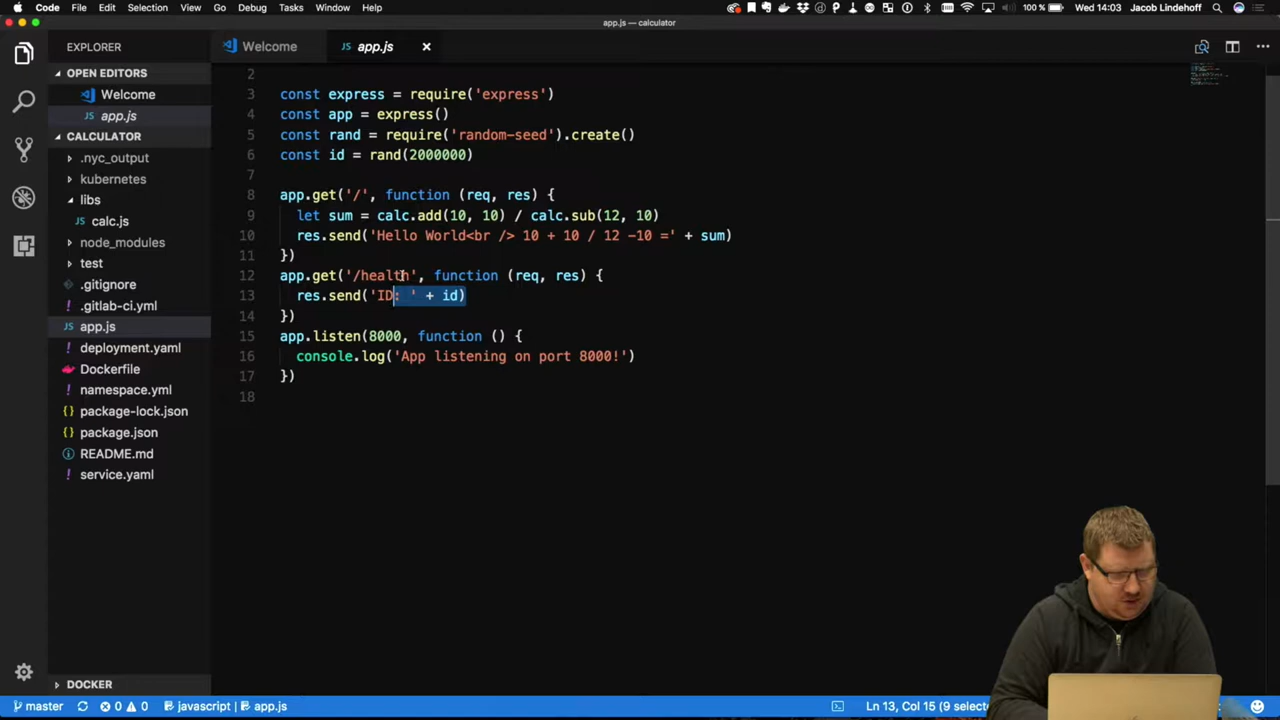 Code File Edit Selection View Go Debug Tasks Window Help 100 % Wed 14:03 Jacob Lindehoff
app.js — calculator
EXPLORER
Welcome
app.js
OPEN EDITORS
Welcome
app.js
CALCULATOR
.nyc_output
kubernetes
libs
calc.js
node_modules
test
.gitignore
.gitlab-ci.yml
app.js
deployment.yaml
Dockerfile
namespace.yml
package-lock.json
package.json
README.md
service.yaml
DOCKER
2
3 const express = require('express')
4 const app = express()
5 const rand = require('random-seed').create()
6 const id = rand(2000000)
7
8 app.get('/', function (req, res) {
9 let sum = calc.add(10, 10) / calc.sub(12, 10)
10 res.send('Hello World<br /> 10 + 10 / 12 -10 =' + sum)
11 })
12 app.get('/health', function (req, res) {
13 res.send('ID: ' + id)
14 })
15 app.listen(8000, function () {
16 console.log('App listening on port 8000!')
17 })
18
master 0 0 javascript | app.js Ln 13, Col 15 (9